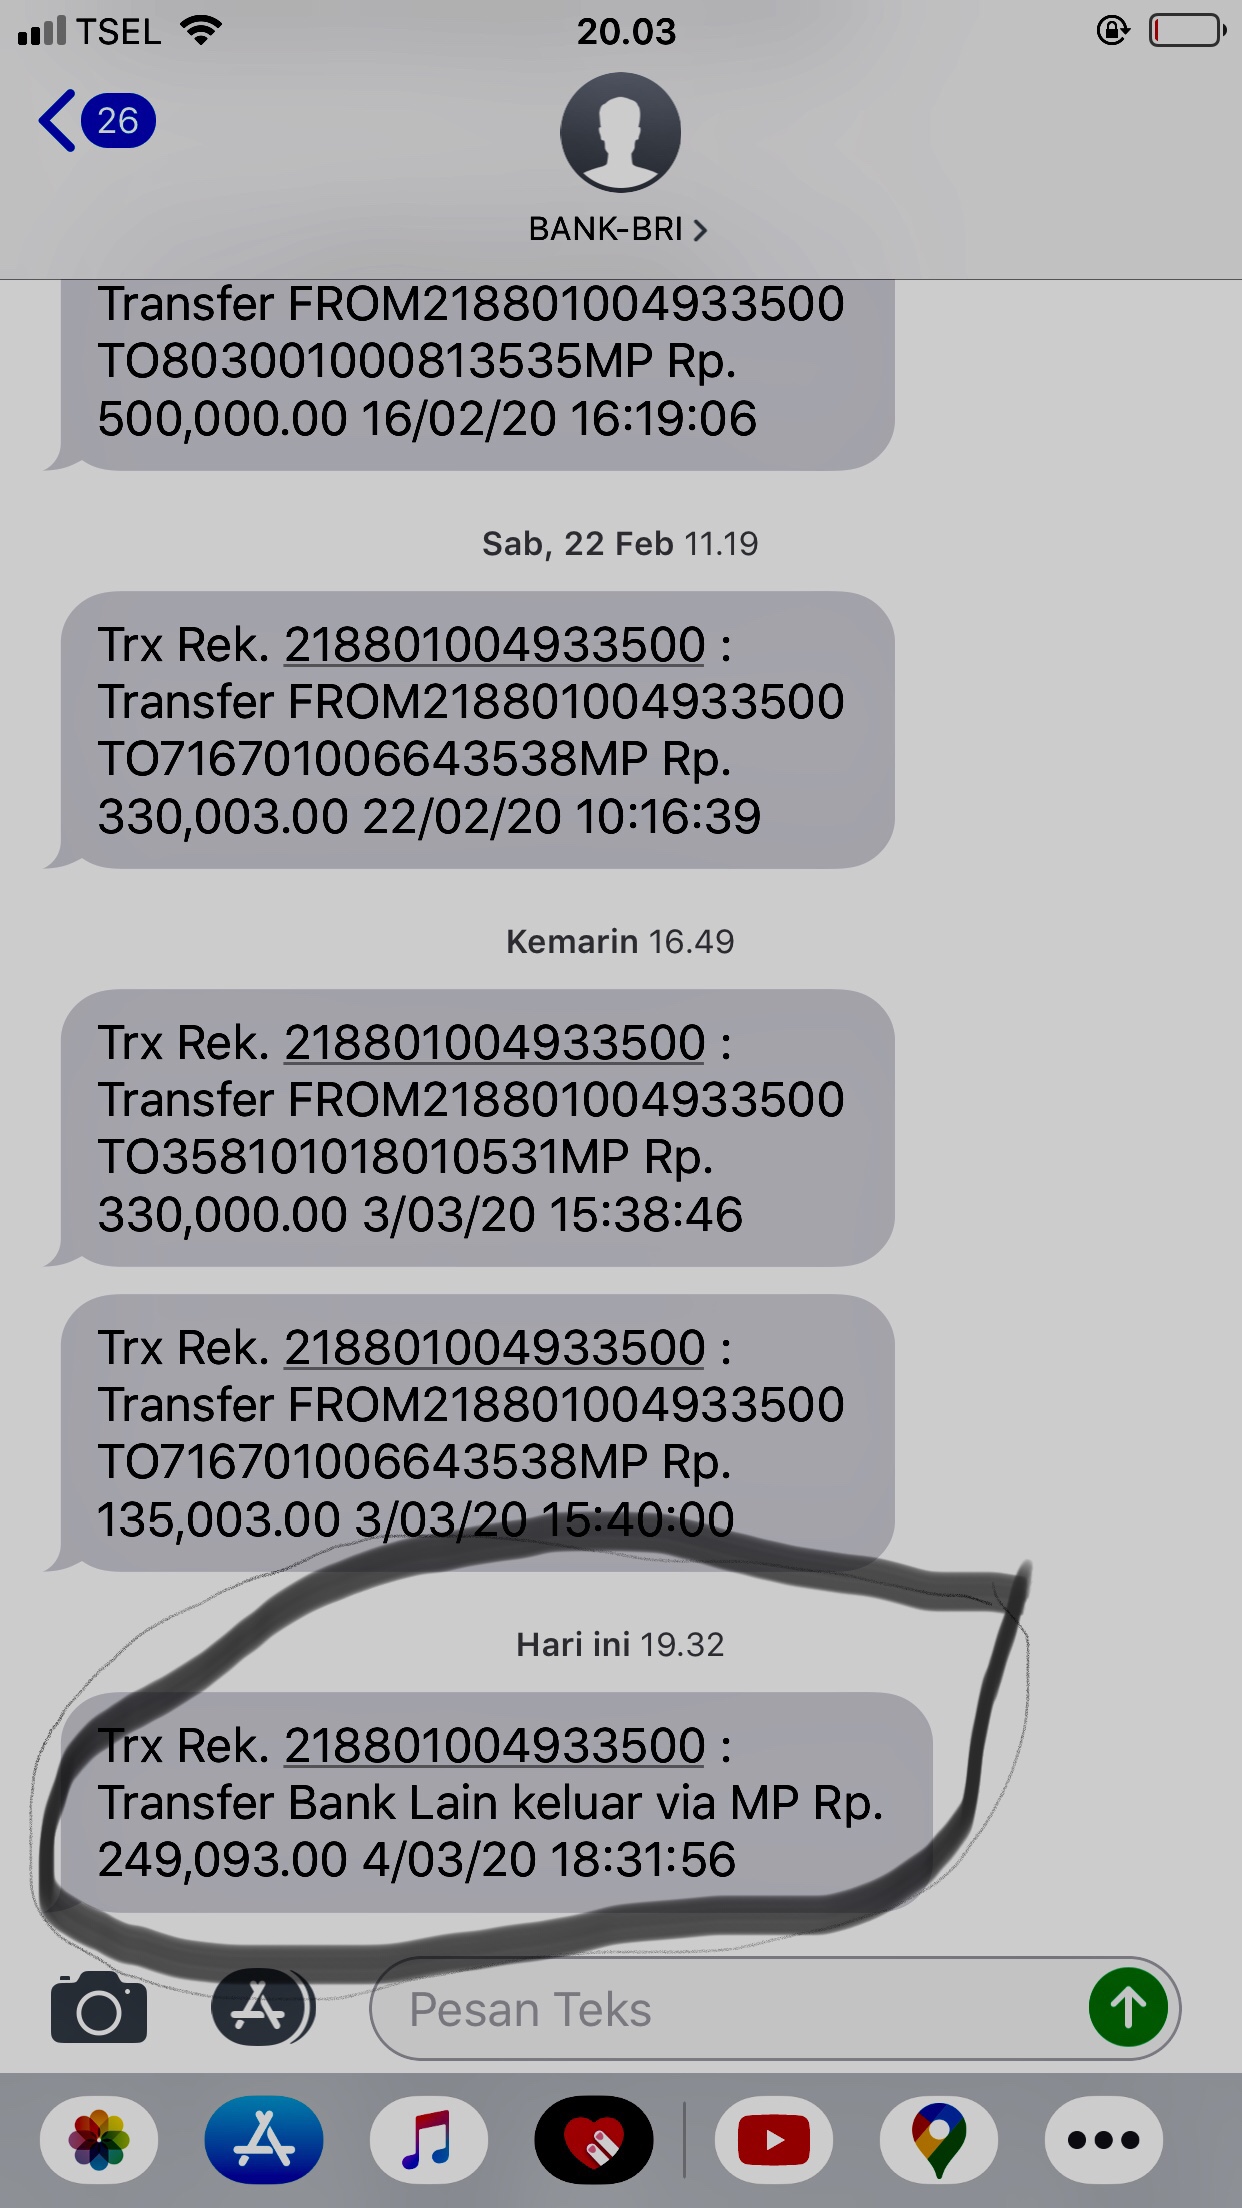 TSEL
20.03
26
BANK-BRI
Transfer FROM218801004933500
TO803001000813535MP Rp.
500,000.00 16/02/20 16:19:06
Sab, 22 Feb 11.19
Trx Rek. 218801004933500 :
Transfer FROM218801004933500
TO716701006643538MP Rp.
330,003.00 22/02/20 10:16:39
Kemarin 16.49
Trx Rek. 218801004933500 :
Transfer FROM218801004933500
TO358101018010531MP Rp.
330,000.00 3/03/20 15:38:46
Trx Rek. 218801004933500 :
Transfer FROM218801004933500
TO716701006643538MP Rp.
135,003.00 3/03/20 15:40:00
Hari ini 19.32
Trx Rek. 218801004933500 :
Transfer Bank Lain keluar via MP Rp.
249,093.00 4/03/20 18:31:56
Pesan Teks